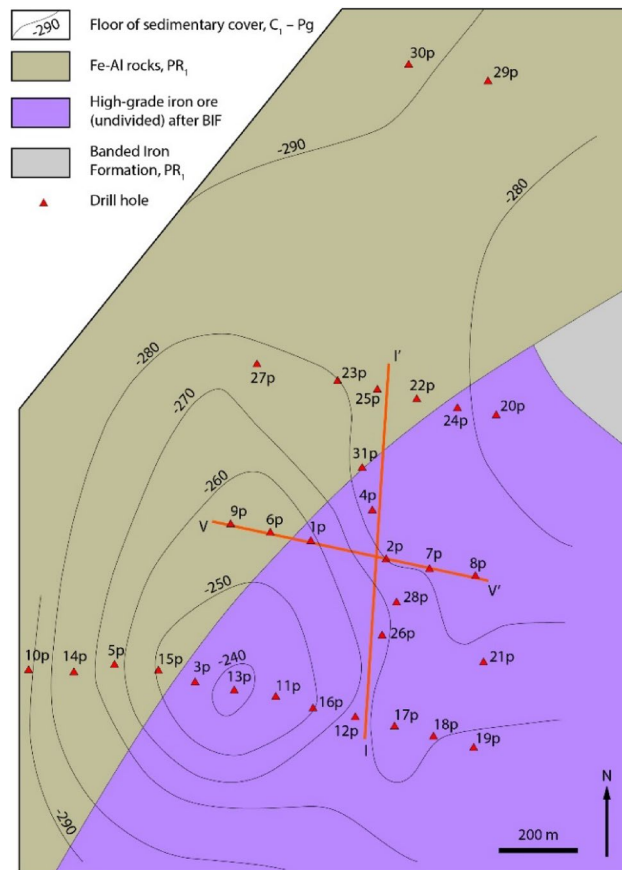 -290
Floor of sedimentary cover, C₁ – Pg
Fe-Al rocks, PR₁
High-grade iron ore
(undivided) after BIF
Banded Iron
Formation, PR₁
Drill hole
30p
29p
-290
-280
-280
23p
I'
27p
25p
22p
24p
20p
-270
31p
-260
4p
9p
V
6p
1p
2p
7p
8p
V'
-250
28p
26p
10p
14p
5p
15p
-240
3p
13p
11p
16p
21p
12p
17p
18p
19p
I
-290
N
200 m